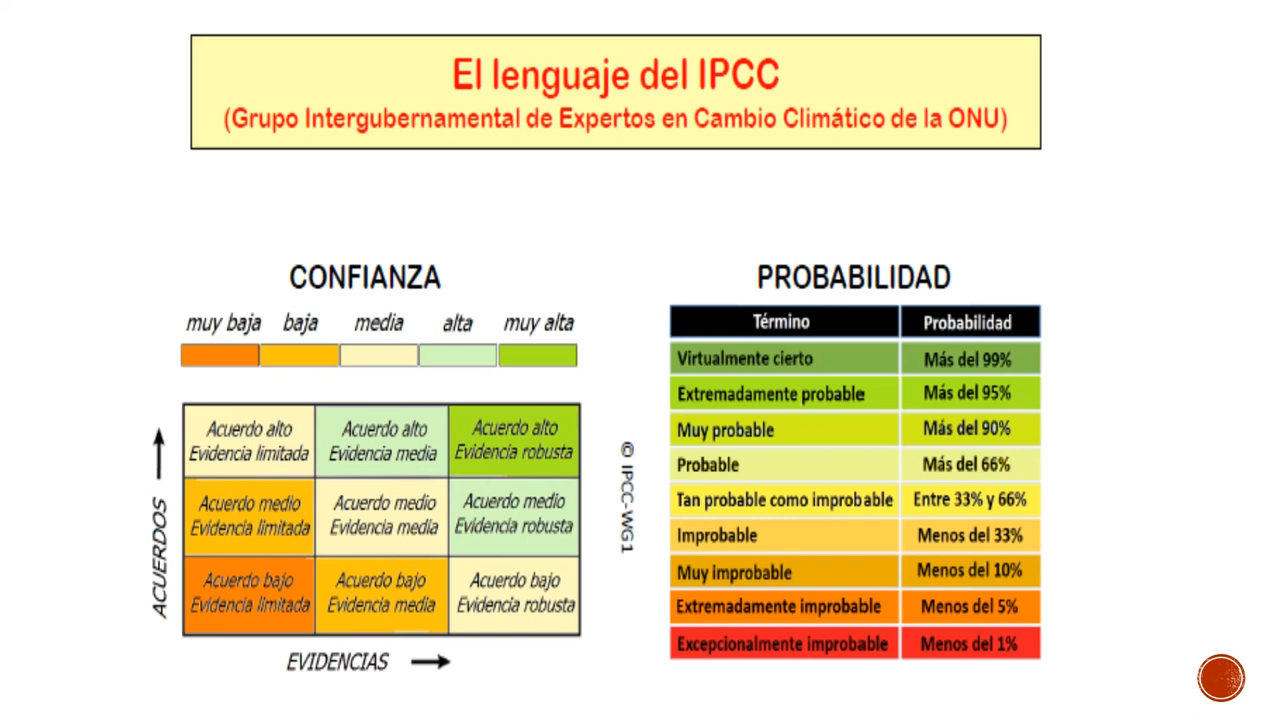 El lenguaje del IPCC
(Grupo Intergubernamental de Expertos en Cambio Climático de la ONU)
CONFIANZA
muy baja baja media alta muy alta
Acuerdo alto
Evidencia limitada
Acuerdo alto
Evidencia media
Acuerdo alto
Evidencia robusta
Acuerdo medio
Evidencia limitada
Acuerdo medio
Evidencia media
Acuerdo medio
Evidencia robusta
Acuerdo bajo
Evidencia limitada
Acuerdo bajo
Evidencia media
Acuerdo bajo
Evidencia robusta
ACUERDOS
EVIDENCIAS
© IPCC-WG1
PROBABILIDAD
Término Probabilidad
Virtualmente cierto Más del 99%
Extremadamente probable Más del 95%
Muy probable Más del 90%
Probable Más del 66%
Tan probable como improbable Entre 33% y 66%
Improbable Menos del 33%
Muy improbable Menos del 10%
Extremadamente improbable Menos del 5%
Excepcionalmente improbable Menos del 1%